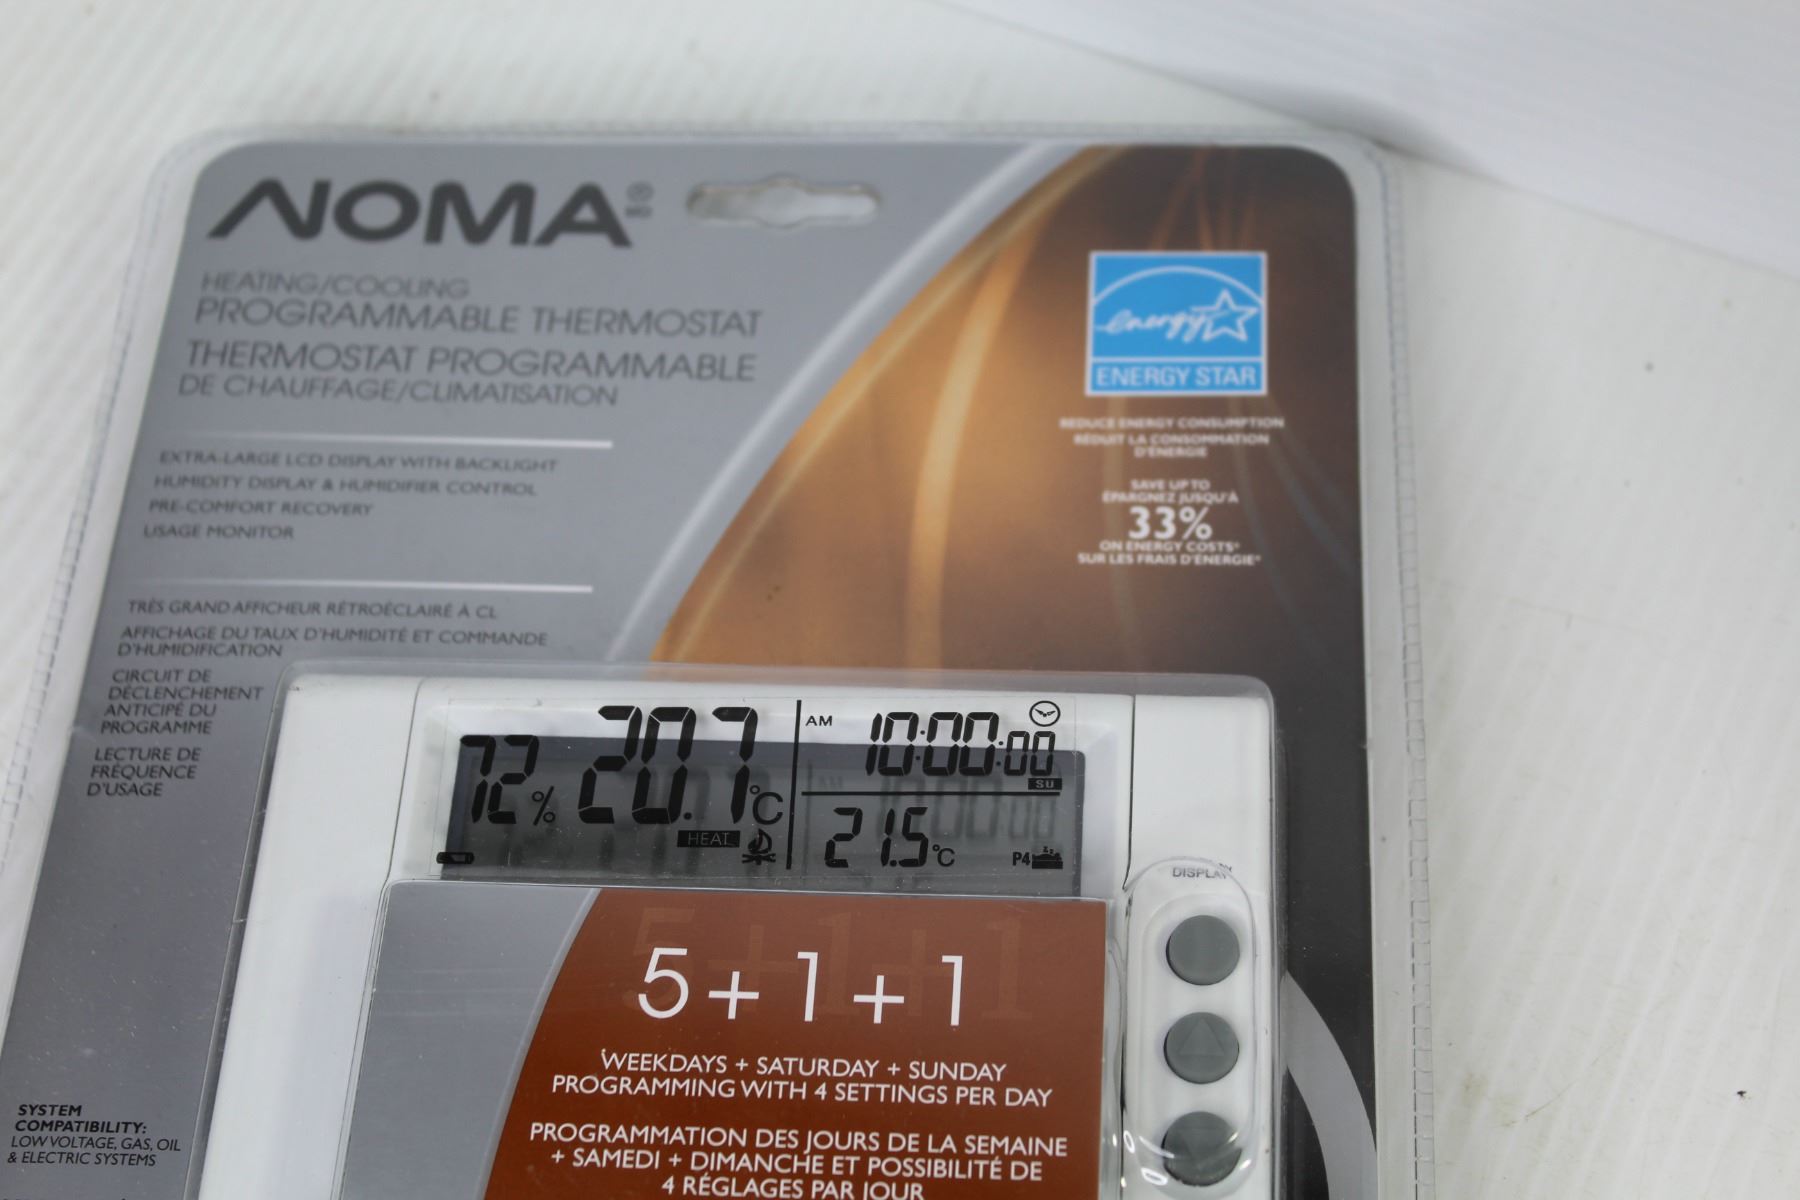 NOMA
HEATING/COOLING
PROGRAMMABLE THERMOSTAT
THERMOSTAT PROGRAMMABLE
DE CHAUFFAGE/CLIMATISATION
EXTRA-LARGE LCD DISPLAY WITH BACKLIGHT
HUMIDITY DISPLAY & HUMIDIFIER CONTROL
PRE-COMFORT RECOVERY
USAGE MONITOR
TRÈS GRAND AFFICHEUR RÉTROÉCLAIRÉ À CL
AFFICHAGE DU TAUX D'HUMIDITÉ ET COMMANDE
D'HUMIDIFICATION
CIRCUIT DE
DÉCLENCHEMENT
ANTICIPÉ DU
PROGRAMME
LECTURE DE
FRÉQUENCE
D'USAGE
SYSTEM
COMPATIBILITY:
LOW VOLTAGE, GAS, OIL
& ELECTRIC SYSTEMS
energy
ENERGY STAR
REDUCE ENERGY CONSUMPTION
RÉDUIT LA CONSOMMATION
D'ÉNERGIE
SAVE UP TO
ÉPARGNEZ JUSQU'À
33%
ON ENERGY COSTS*
SUR LES FRAIS D'ÉNERGIE*
72% 20.7°C
HEAT
AM 10:00:00
SU
21.5°C P4
DISPLAY
5+1+1
WEEKDAYS + SATURDAY + SUNDAY
PROGRAMMING WITH 4 SETTINGS PER DAY
PROGRAMMATION DES JOURS DE LA SEMAINE
+ SAMEDI + DIMANCHE ET POSSIBILITÉ DE
4 RÉGLAGES PAR JOUR